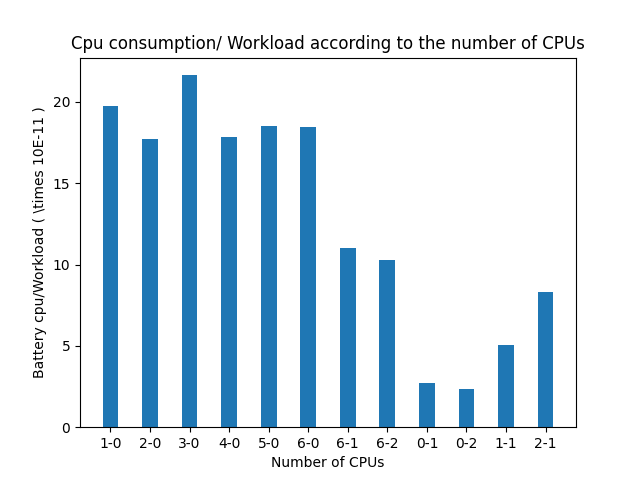 Cpu consumption/ Workload according to the number of CPUs
Battery cpu/Workload ( \times 10E-11 )
20
15
10
5
0
1-0 2-0 3-0 4-0 5-0 6-0 6-1 6-2 0-1 0-2 1-1 2-1
Number of CPUs